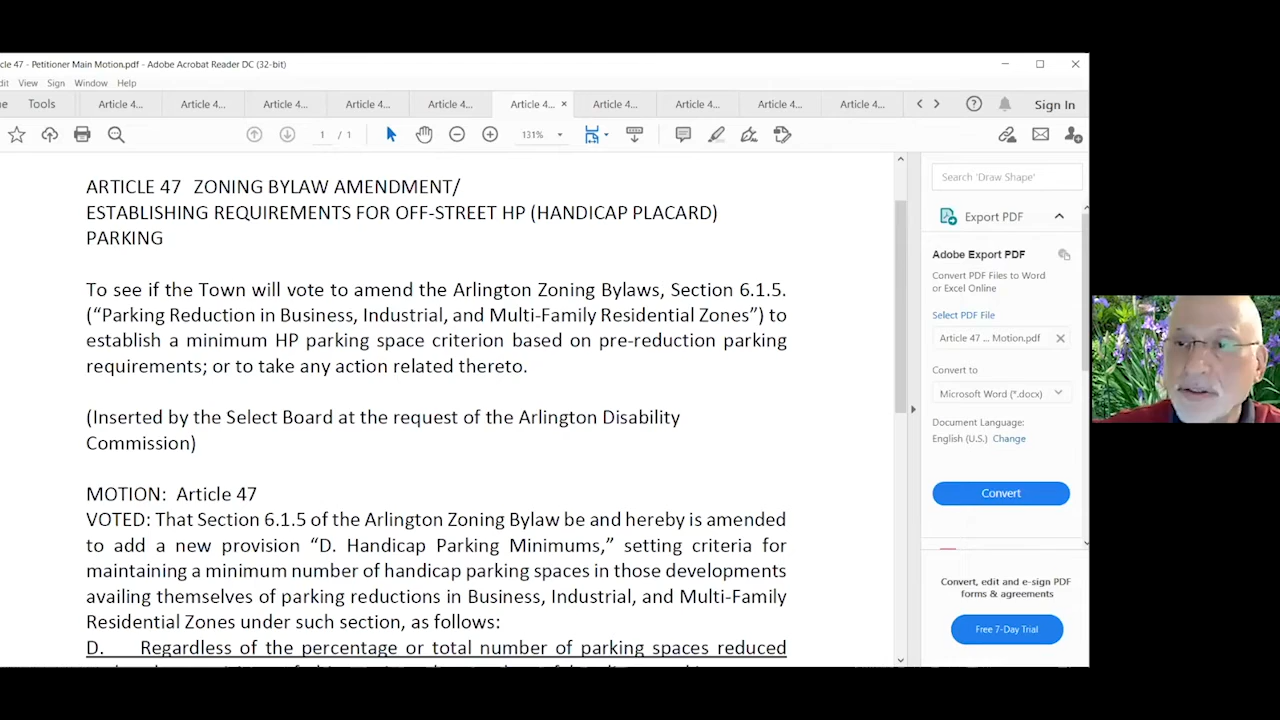 cle 47 - Petitioner Main Motion.pdf - Adobe Acrobat Reader DC (32-bit)
dit View Sign Window Help
e Tools Article 4... Article 4... Article 4... Article 4... Article 4... Article 4... × Article 4... Article 4... Article 4... Article 4... Sign In
1 / 1 131%
ARTICLE 47 ZONING BYLAW AMENDMENT/
ESTABLISHING REQUIREMENTS FOR OFF-STREET HP (HANDICAP PLACARD)
PARKING
To see if the Town will vote to amend the Arlington Zoning Bylaws, Section 6.1.5.
(“Parking Reduction in Business, Industrial, and Multi-Family Residential Zones”) to
establish a minimum HP parking space criterion based on pre-reduction parking
requirements; or to take any action related thereto.
(Inserted by the Select Board at the request of the Arlington Disability
Commission)
MOTION: Article 47
VOTED: That Section 6.1.5 of the Arlington Zoning Bylaw be and hereby is amended
to add a new provision “D. Handicap Parking Minimums,” setting criteria for
maintaining a minimum number of handicap parking spaces in those developments
availing themselves of parking reductions in Business, Industrial, and Multi-Family
Residential Zones under such section, as follows:
D. Regardless of the percentage or total number of parking spaces reduced
Search 'Draw Shape'
Export PDF
Adobe Export PDF
Convert PDF Files to Word
or Excel Online
Select PDF File
Article 47 ... Motion.pdf
Convert to
Microsoft Word (*.docx)
Document Language:
English (U.S.) Change
Convert
Convert, edit and e-sign PDF
forms & agreements
Free 7-Day Trial